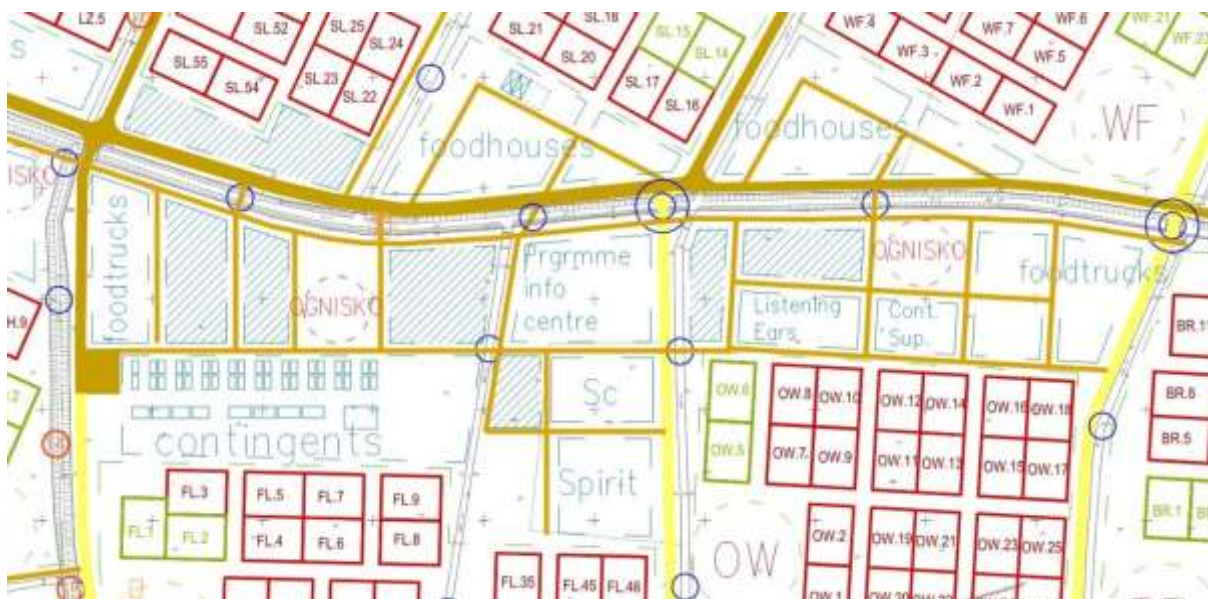 LZ.5
SL.52
SL.25
SL.24
SL.55
SL.54
SL.23
SL.22
SL.21
SL.18
SL.20
SL.15
SL.14
SL.17
SL.16
WF.4
WF.3
WF.2
WF.1
WF.7
WF.6
WF.5
WF.21
foodhouses
foodhouses
WF
foodtrucks
OGNISKO
Prgrmme
info
centre
OGNISKO
foodtrucks
Listening
Ears
Cont.
Sup.
Sc
Spirit
L contingents
OW.6
OW.5
OW.8
OW.10
OW.7
OW.9
OW.12
OW.14
OW.11
OW.13
OW.16
OW.18
OW.15
OW.17
BR.6
BR.5
BR.1
FL.3
FL.1
FL.2
FL.5
FL.7
FL.4
FL.6
FL.9
FL.8
FL.35
FL.45
FL.46
OW
OW.2
OW.1
OW.19
OW.21
OW.23
OW.25